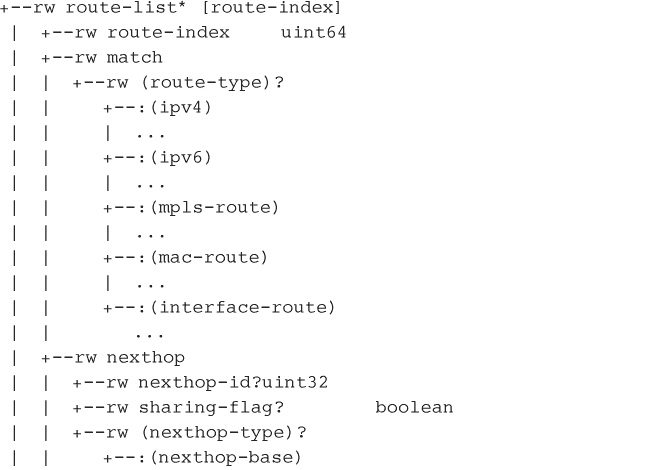 +--rw route-list* [route-index]
 |  +--rw route-index     uint64
 |  +--rw match
 |  |  +--rw (route-type)?
 |  |     +--:(ipv4)
 |  |     |  ...
 |  |     +--:(ipv6)
 |  |     |  ...
 |  |     +--:(mpls-route)
 |  |     |  ...
 |  |     +--:(mac-route)
 |  |     |  ...
 |  |     +--:(interface-route)
 |  |        ...
 |  +--rw nexthop
 |  |  +--rw nexthop-id?uint32
 |  |  +--rw sharing-flag?        boolean
 |  |  +--rw (nexthop-type)?
 |  |     +--:(nexthop-base)